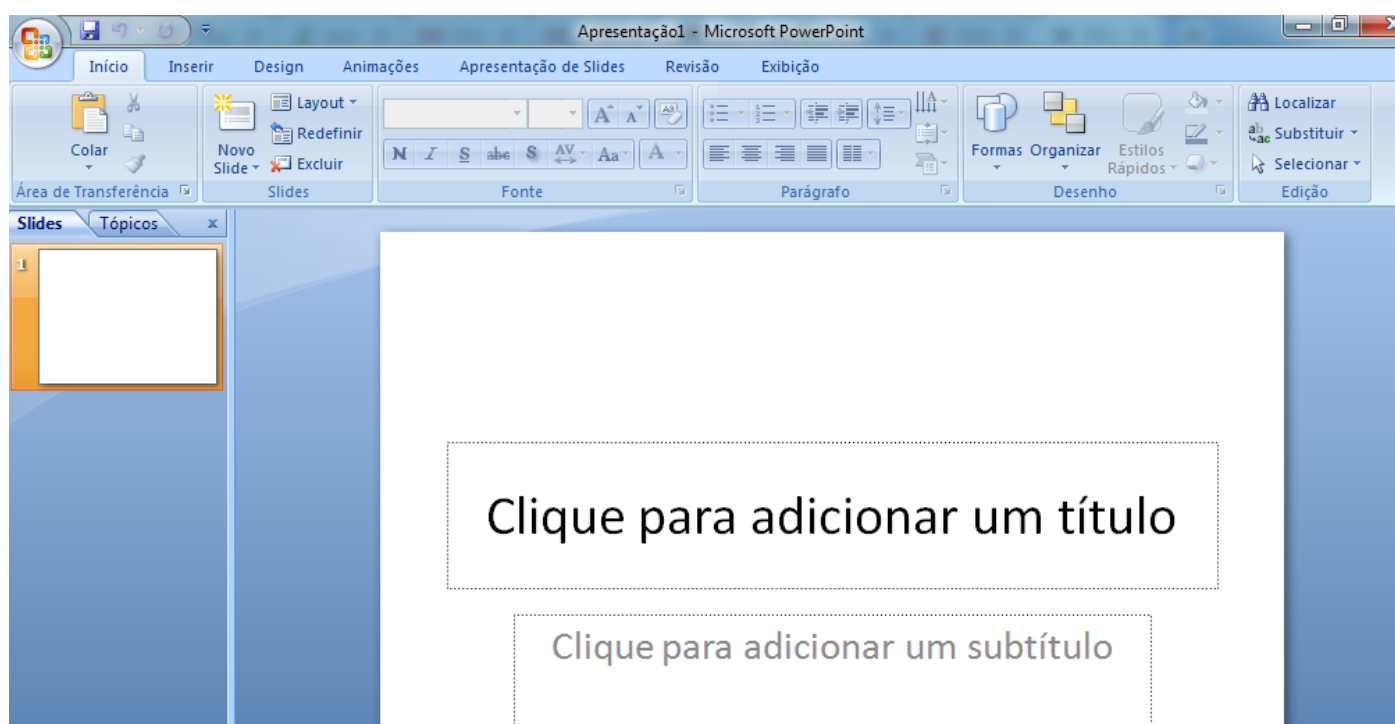 Apresentação1 - Microsoft PowerPoint
Início Inserir Design Animações Apresentação de Slides Revisão Exibição
Colar
Área de Transferência
Novo Slide
Layout
Redefinir
Excluir
Slides
N I S abc S AV Aa A
Fonte
Parágrafo
Formas
Organizar
Estilos Rápidos
Desenho
Localizar
Substituir
Selecionar
Edição
Slides Tópicos x
1
Clique para adicionar um título
Clique para adicionar um subtítulo